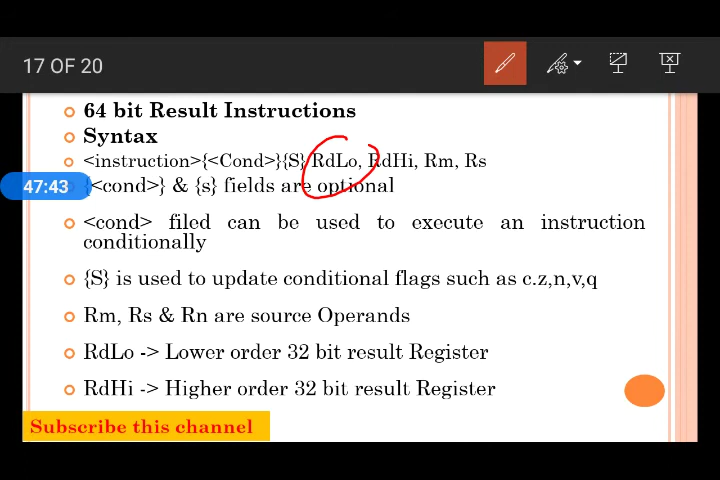 17 OF 20
64 bit Result Instructions
Syntax
<instruction>{<Cond>}{S} RdLo, RdHi, Rm, Rs
47:43
<cond>} & {s} fields are optional
<cond> filed can be used to execute an instruction
conditionally
{S} is used to update conditional flags such as c.z,n,v,q
Rm, Rs & Rn are source Operands
RdLo -> Lower order 32 bit result Register
RdHi -> Higher order 32 bit result Register
Subscribe this channel